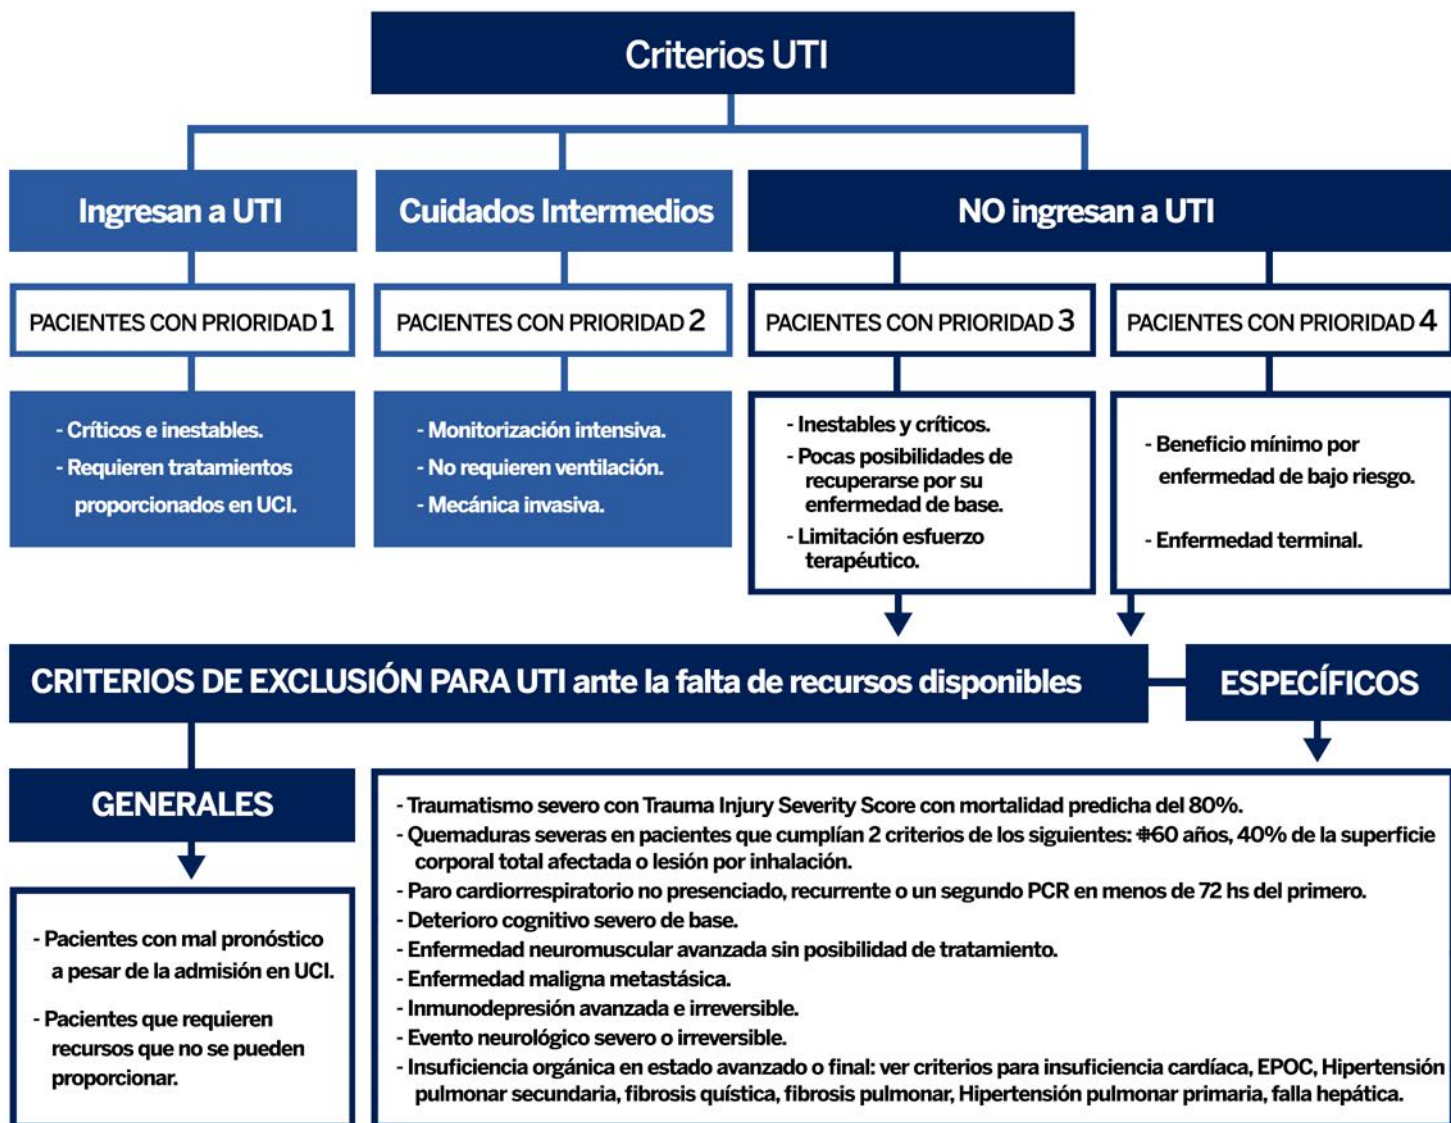 Criterios UTI
Ingresan a UTI
PACIENTES CON PRIORIDAD 1
- Críticos e inestables.
- Requieren tratamientos
proporcionados en UCI.
Cuidados Intermedios
PACIENTES CON PRIORIDAD 2
- Monitorización intensiva.
- No requieren ventilación.
- Mecánica invasiva.
NO ingresan a UTI
PACIENTES CON PRIORIDAD 3
- Inestables y críticos.
- Pocas posibilidades de
recuperarse por su
enfermedad de base.
- Limitación esfuerzo
terapéutico.
PACIENTES CON PRIORIDAD 4
- Beneficio mínimo por
enfermedad de bajo riesgo.
- Enfermedad terminal.
CRITERIOS DE EXCLUSIÓN PARA UTI ante la falta de recursos disponibles
GENERALES
- Pacientes con mal pronóstico
a pesar de la admisión en UCI.
- Pacientes que requieren
recursos que no se pueden
proporcionar.
ESPECÍFICOS
- Traumatismo severo con Trauma Injury Severity Score con mortalidad predicha del 80%.
- Quemaduras severas en pacientes que cumplían 2 criterios de los siguientes: 60 años, 40% de la superficie
corporal total afectada o lesión por inhalación.
- Paro cardiorrespiratorio no presenciado, recurrente o un segundo PCR en menos de 72 hs del primero.
- Deterioro cognitivo severo de base.
- Enfermedad neuromuscular avanzada sin posibilidad de tratamiento.
- Enfermedad maligna metastásica.
- Inmunodepresión avanzada e irreversible.
- Evento neurológico severo o irreversible.
- Insuficiencia orgánica en estado avanzado o final: ver criterios para insuficiencia cardíaca, EPOC, Hipertensión
pulmonar secundaria, fibrosis quística, fibrosis pulmonar, Hipertensión pulmonar primaria, falla hepática.